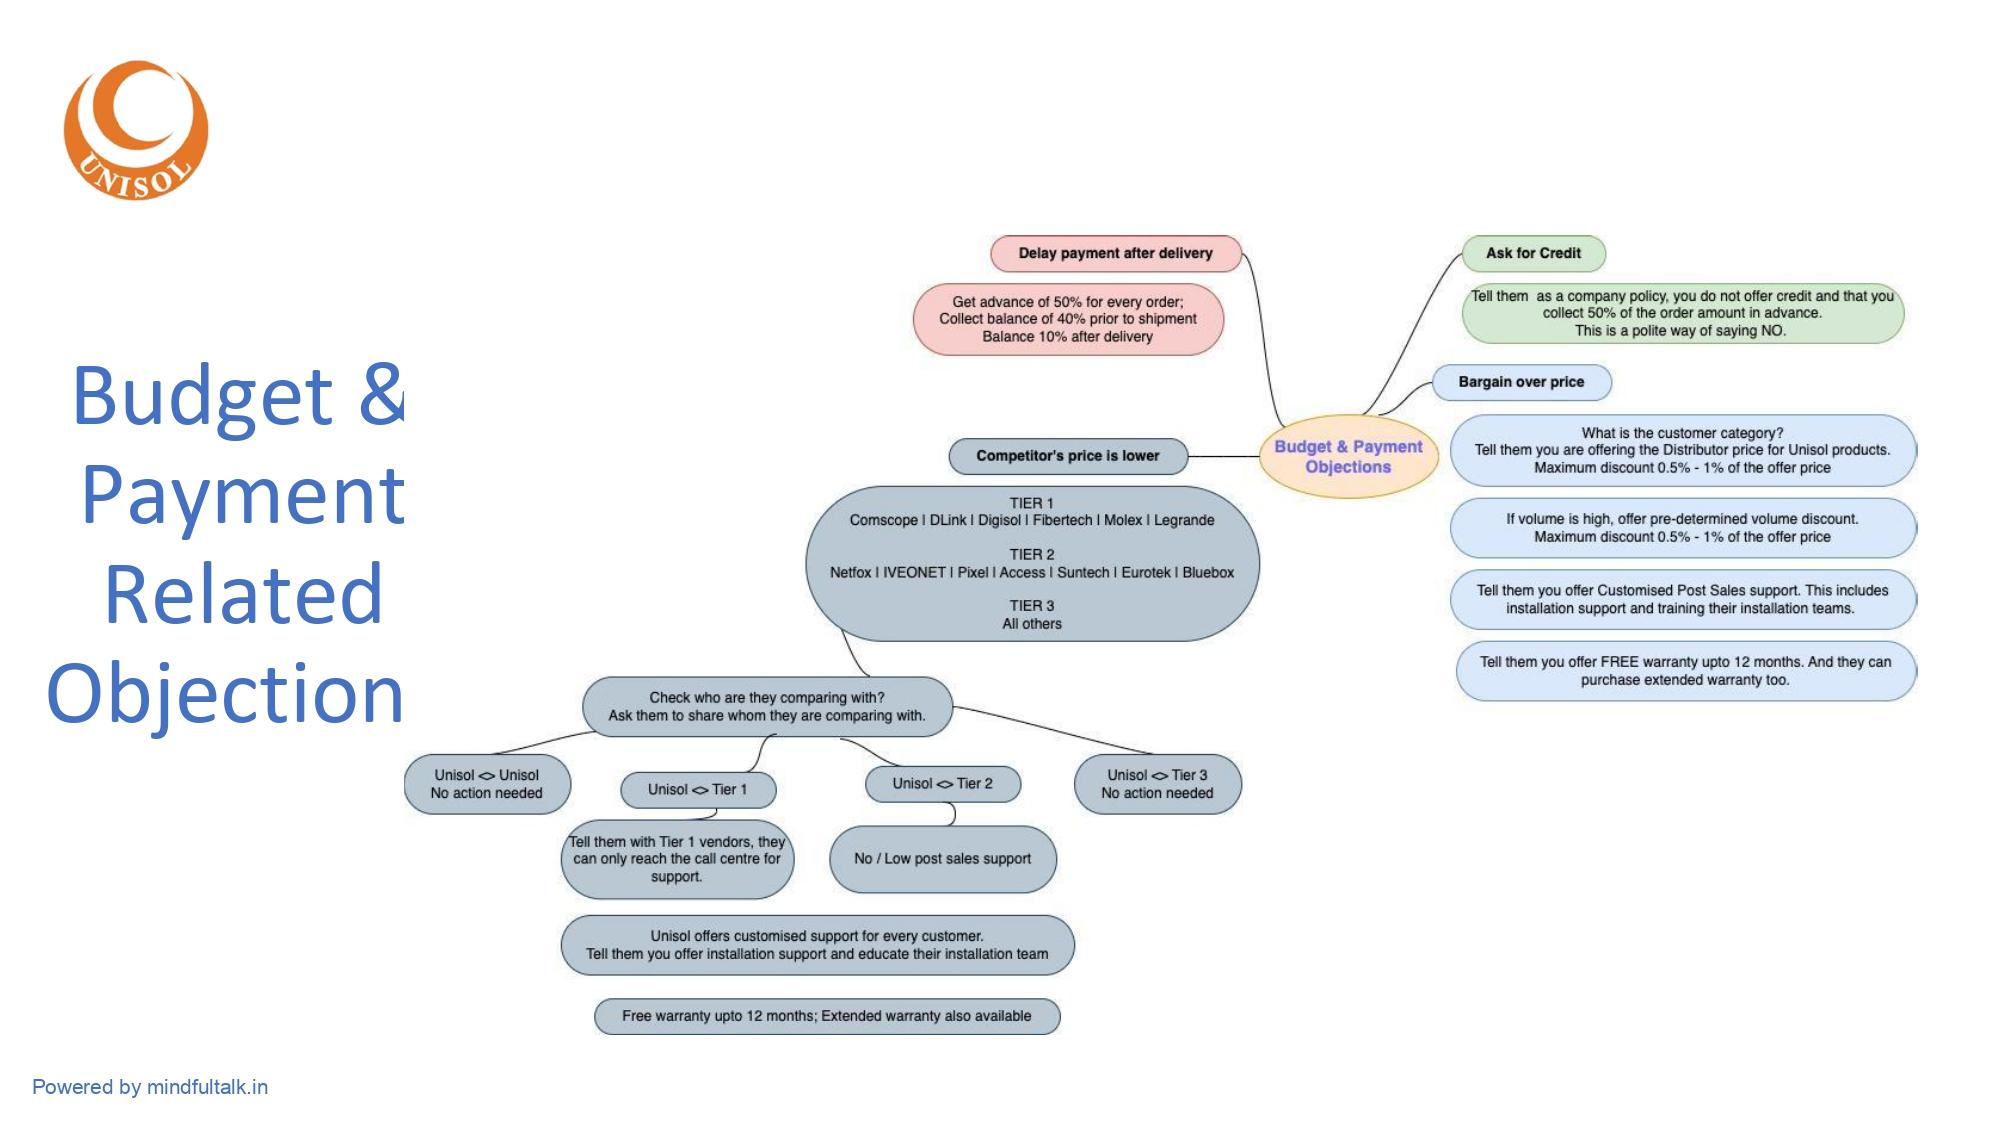 UNISOL
Budget &
Payment
Related
Objection
Delay payment after delivery
Get advance of 50% for every order;
Collect balance of 40% prior to shipment
Balance 10% after delivery
Ask for Credit
Tell them  as a company policy, you do not offer credit and that you
collect 50% of the order amount in advance.
This is a polite way of saying NO.
Bargain over price
Budget & Payment
Objections
What is the customer category?
Tell them you are offering the Distributor price for Unisol products.
Maximum discount 0.5% - 1% of the offer price
If volume is high, offer pre-determined volume discount.
Maximum discount 0.5% - 1% of the offer price
Tell them you offer Customised Post Sales support. This includes
installation support and training their installation teams.
Tell them you offer FREE warranty upto 12 months. And they can
purchase extended warranty too.
Competitor's price is lower
TIER 1
Comscope | DLink | Digisol | Fibertech | Molex | Legrande
TIER 2
Netfox | IVEONET | Pixel | Access | Suntech | Eurotek | Bluebox
TIER 3
All others
Check who are they comparing with?
Ask them to share whom they are comparing with.
Unisol <> Unisol
No action needed
Unisol <> Tier 1
Unisol <> Tier 2
Unisol <> Tier 3
No action needed
Tell them with Tier 1 vendors, they
can only reach the call centre for
support.
No / Low post sales support
Unisol offers customised support for every customer.
Tell them you offer installation support and educate their installation team
Free warranty upto 12 months; Extended warranty also available
Powered by mindfultalk.in